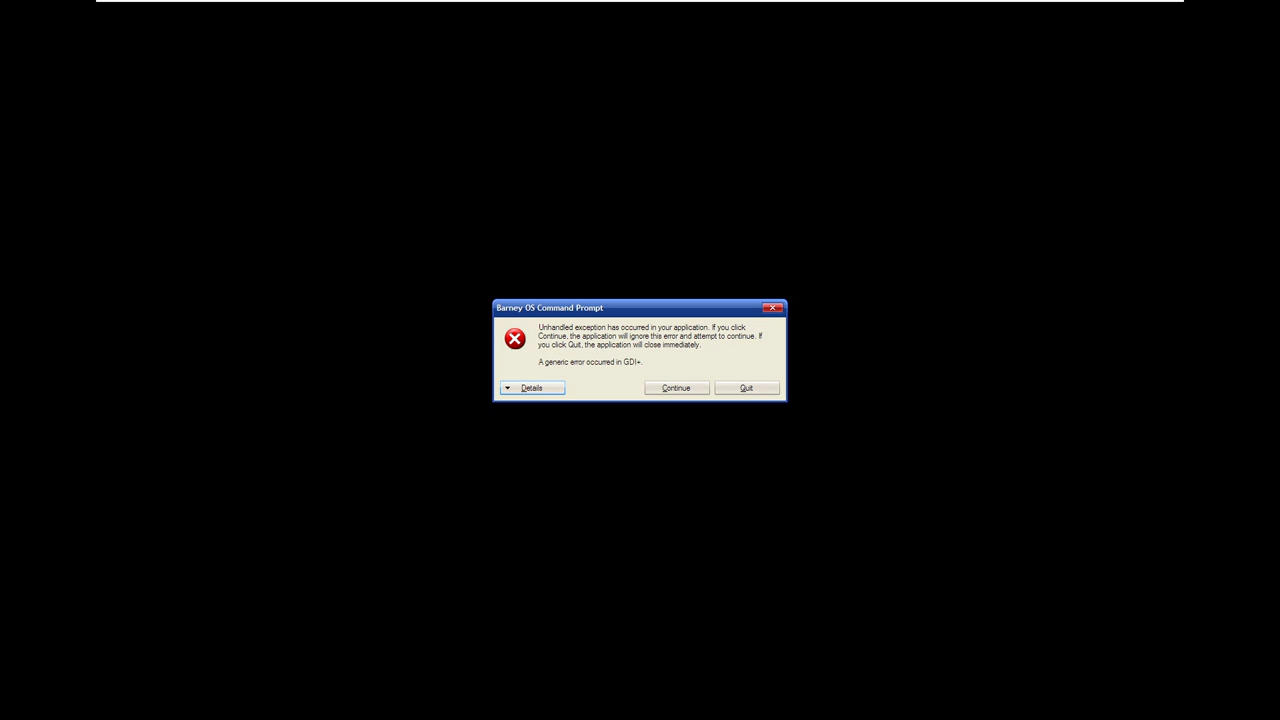 Barney OS Command Prompt
Unhandled exception has occurred in your application. If you click
Continue, the application will ignore this error and attempt to continue. If
you click Quit, the application will close immediately.
A generic error occurred in GDI+.
Details
Continue
Quit